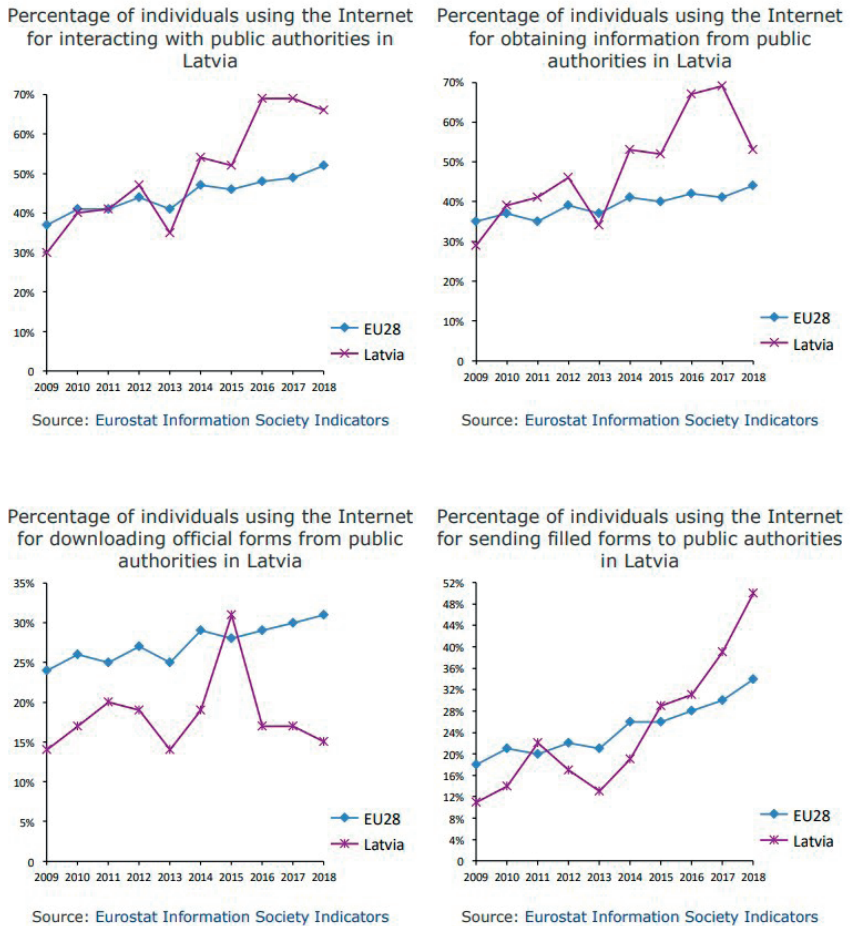 Percentage of individuals using the Internet
for interacting with public authorities in
Latvia
70%
60%
50%
40%
30%
20%
10%
0
2009 2010 2011 2012 2013 2014 2015 2016 2017 2018
EU28
Latvia
Source: Eurostat Information Society Indicators
Percentage of individuals using the Internet
for obtaining information from public
authorities in Latvia
70%
60%
50%
40%
30%
20%
10%
0
2009 2010 2011 2012 2013 2014 2015 2016 2017 2018
EU28
Latvia
Source: Eurostat Information Society Indicators
Percentage of individuals using the Internet
for downloading official forms from public
authorities in Latvia
35%
30%
25%
20%
15%
10%
5%
0
2009 2010 2011 2012 2013 2014 2015 2016 2017 2018
EU28
Latvia
Source: Eurostat Information Society Indicators
Percentage of individuals using the Internet
for sending filled forms to public authorities
in Latvia
52%
48%
44%
40%
36%
32%
28%
24%
20%
16%
12%
8%
4%
0
2009 2010 2011 2012 2013 2014 2015 2016 2017 2018
EU28
Latvia
Source: Eurostat Information Society Indicators